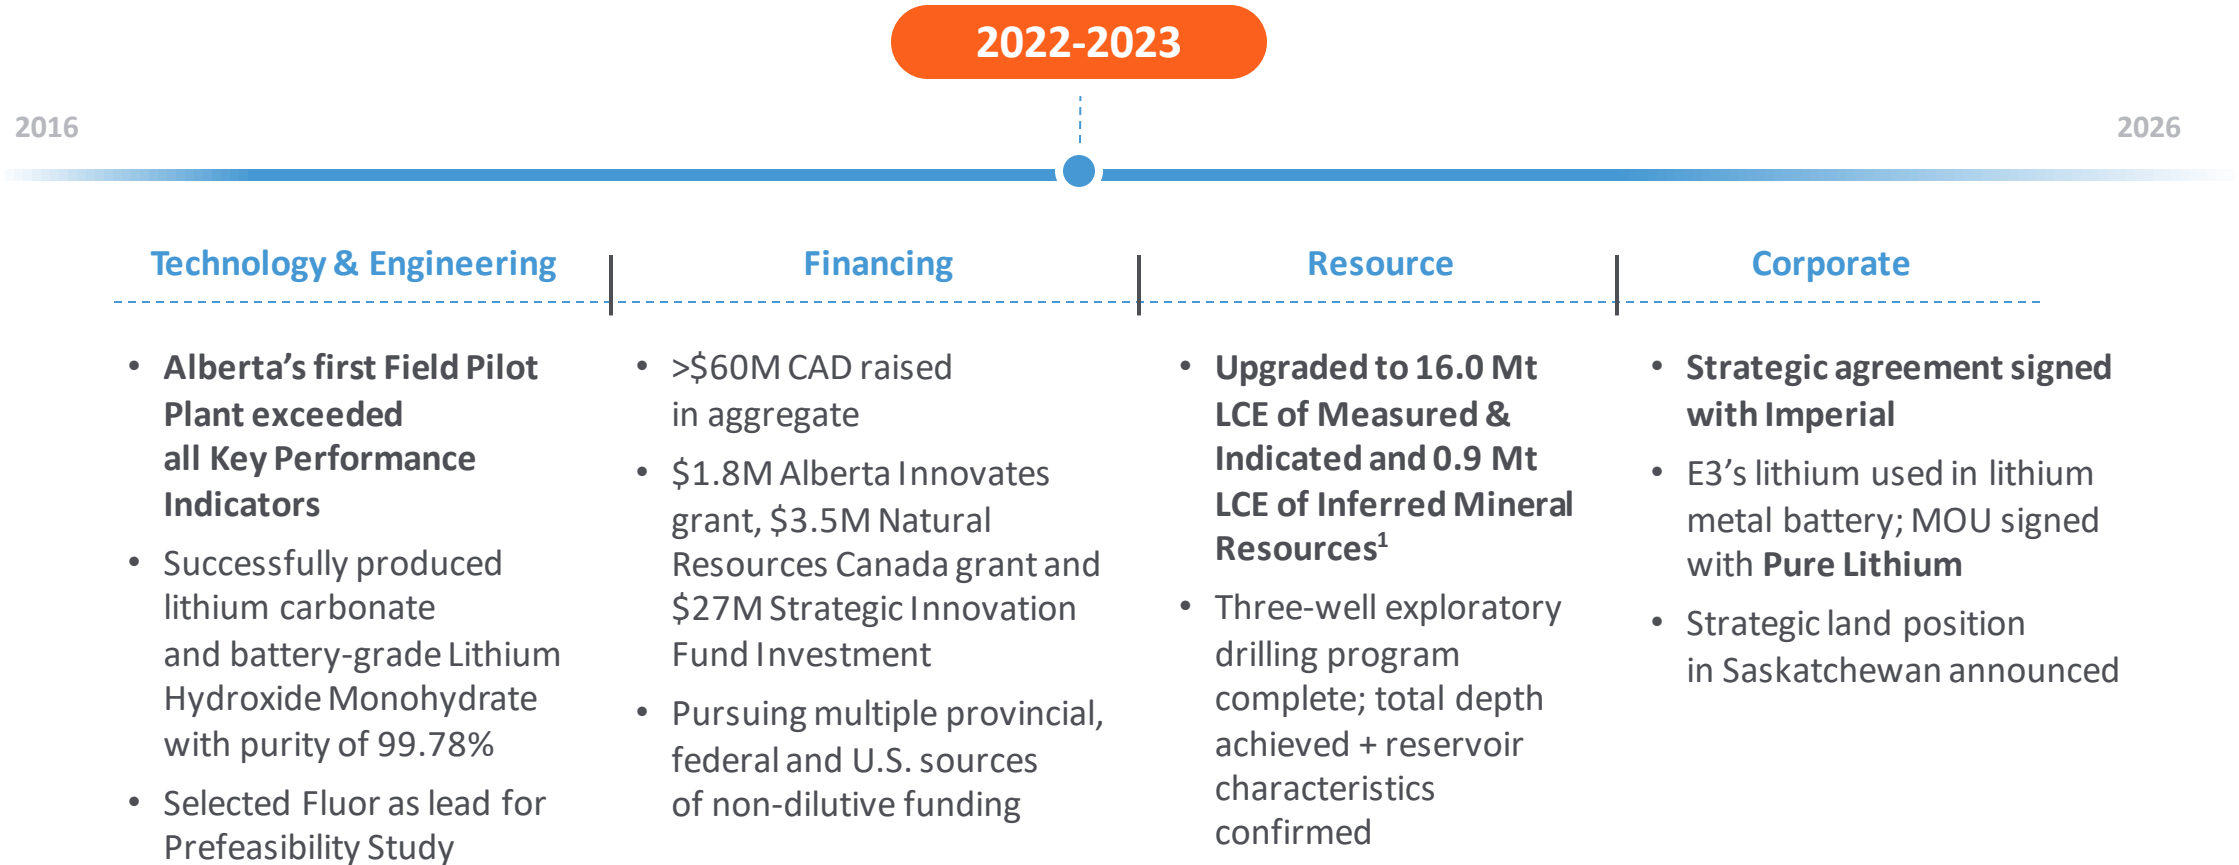 2022-2023
2016
2026
Technology & Engineering
• Alberta’s first Field Pilot
Plant exceeded
all Key Performance
Indicators
• Successfully produced
lithium carbonate
and battery-grade Lithium
Hydroxide Monohydrate
with purity of 99.78%
• Selected Fluor as lead for
Prefeasibility Study
Financing
• >$60M CAD raised
in aggregate
• $1.8M Alberta Innovates
grant, $3.5M Natural
Resources Canada grant and
$27M Strategic Innovation
Fund Investment
• Pursuing multiple provincial,
federal and U.S. sources
of non-dilutive funding
Resource
• Upgraded to 16.0 Mt
LCE of Measured &
Indicated and 0.9 Mt
LCE of Inferred Mineral
Resources¹
• Three-well exploratory
drilling program
complete; total depth
achieved + reservoir
characteristics
confirmed
Corporate
• Strategic agreement signed
with Imperial
• E3’s lithium used in lithium
metal battery; MOU signed
with Pure Lithium
• Strategic land position
in Saskatchewan announced